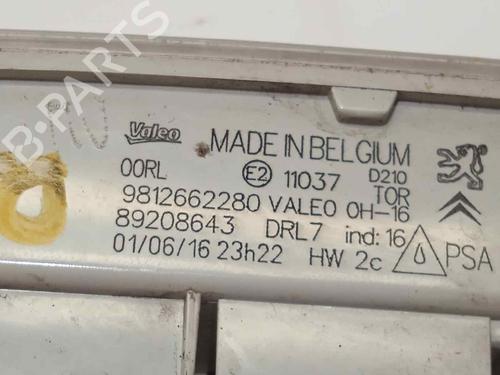 B-PARTS
Valeo MADE IN BELGIUM
00RL E2 11037 D210
TOR
9812662280 VALEO OH-16
89208643 DRL7 ind: 16
01/06/16 23h22 HW 2c PSA